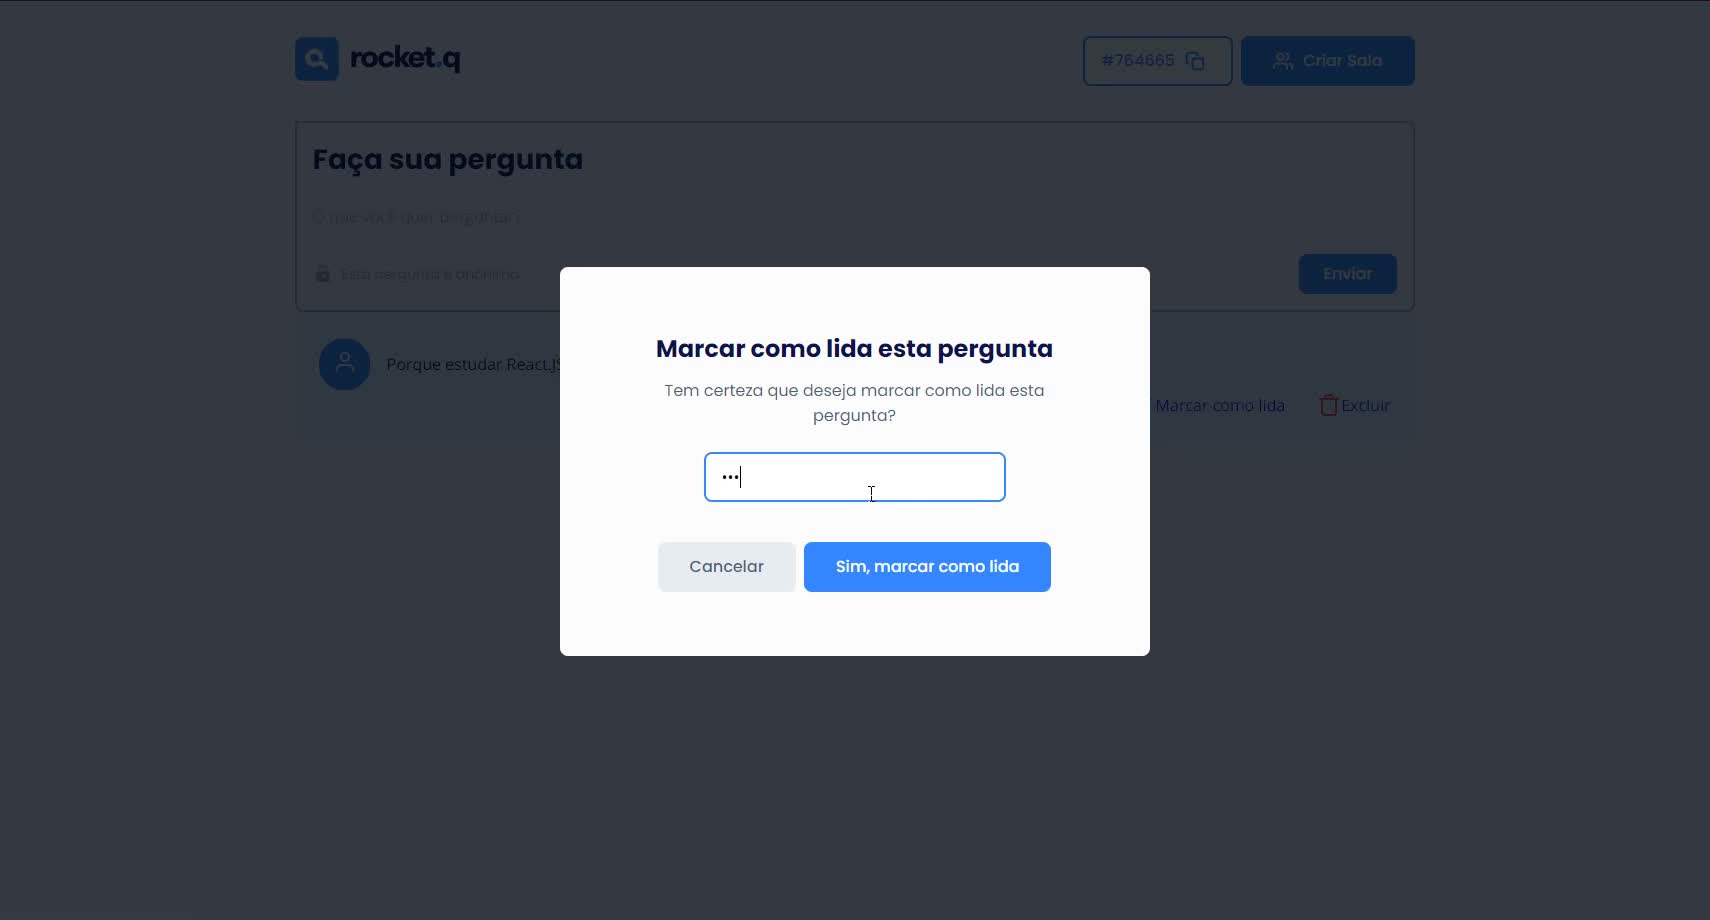 rocket.q
#764665
Criar Sala
Faça sua pergunta
O que você quer perguntar?
Esta pergunta é anônima
Enviar
Porque estudar React.JS
Marcar como lida
Excluir
Marcar como lida esta pergunta
Tem certeza que deseja marcar como lida esta
pergunta?
•••
Cancelar
Sim, marcar como lida